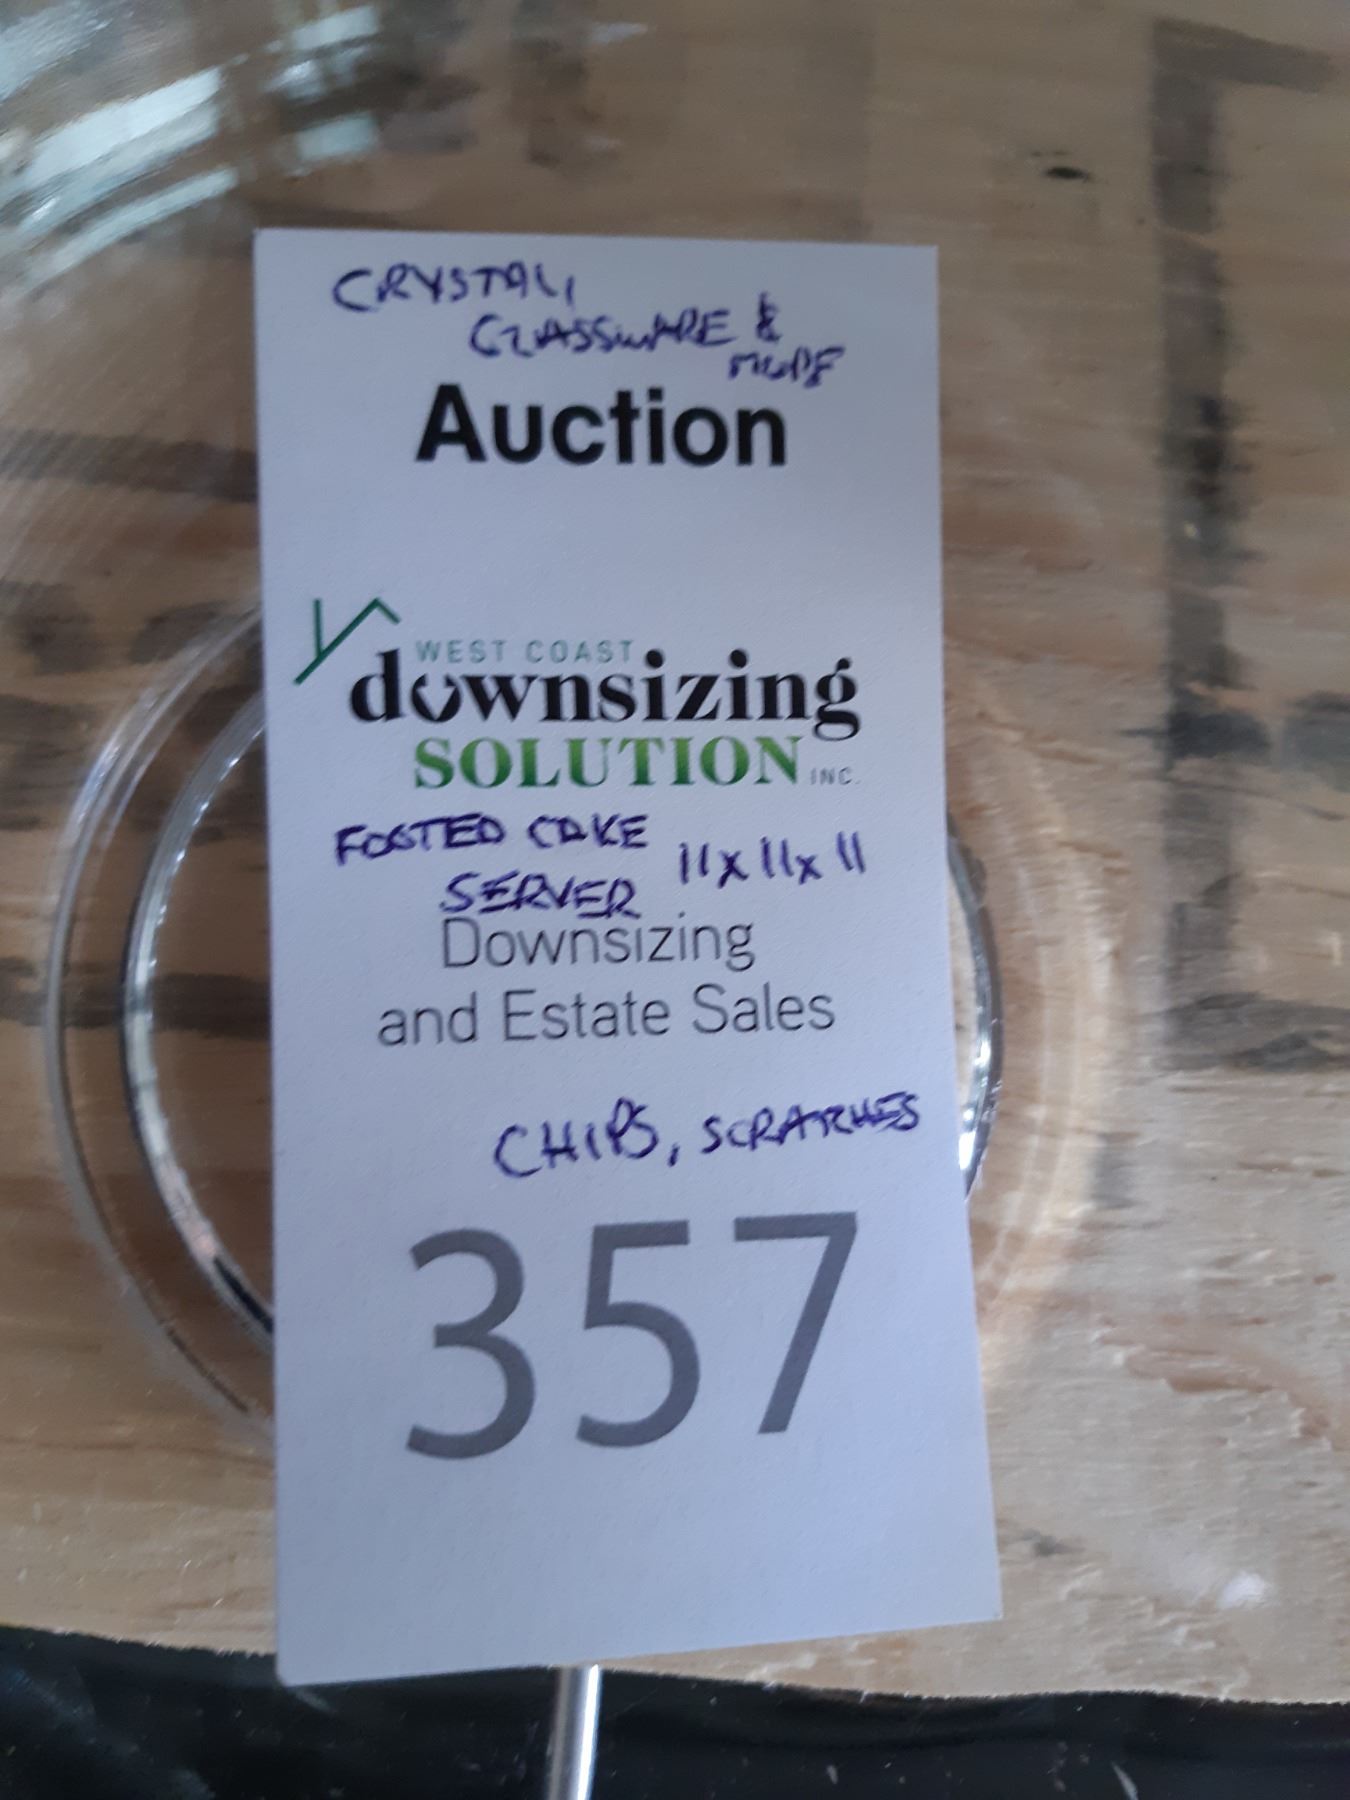 CRYSTAL,
GLASSWARE &
MORE
Auction
WEST COAST
downsizing
SOLUTION INC.
FOOTED CAKE
SERVER 11x11x11
Downsizing
and Estate Sales
CHIPS, SCRATCHES
357